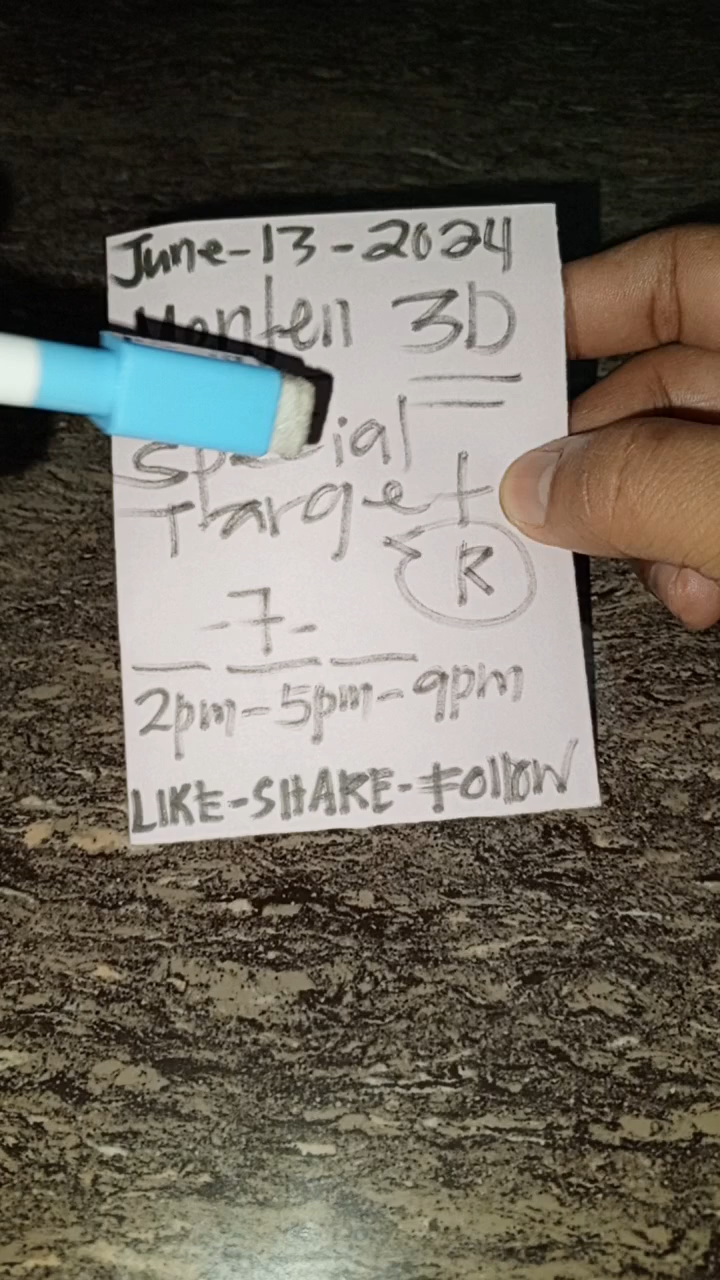 June-13-2024
3D
Special
Target
R
-7-
2pm-5pm-9pm
LIKE-SHARE-FOllOW